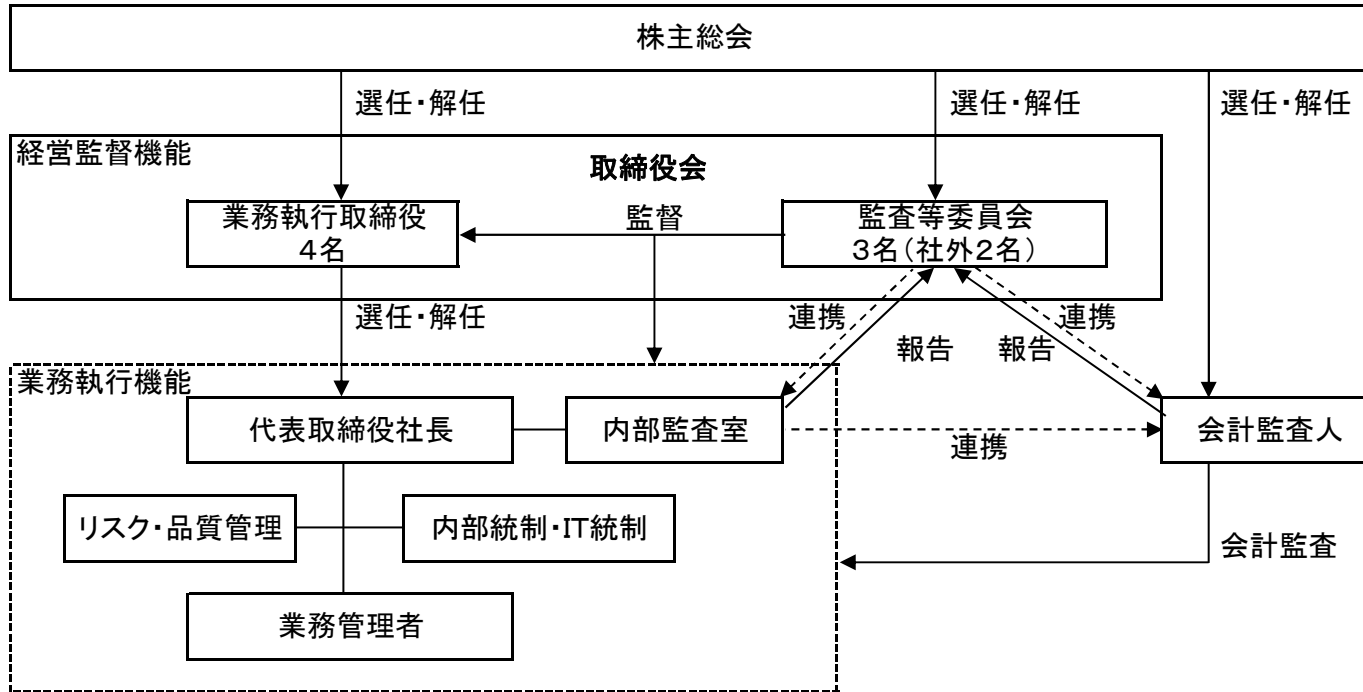 株主総会
選任・解任
選任・解任
選任・解任
経営監督機能
取締役会
業務執行取締役
4名
監督
監査等委員会
3名(社外2名)
選任・解任
連携
連携
報告
報告
業務執行機能
代表取締役社長
内部監査室
連携
会計監査人
リスク・品質管理
内部統制・IT統制
会計監査
業務管理者